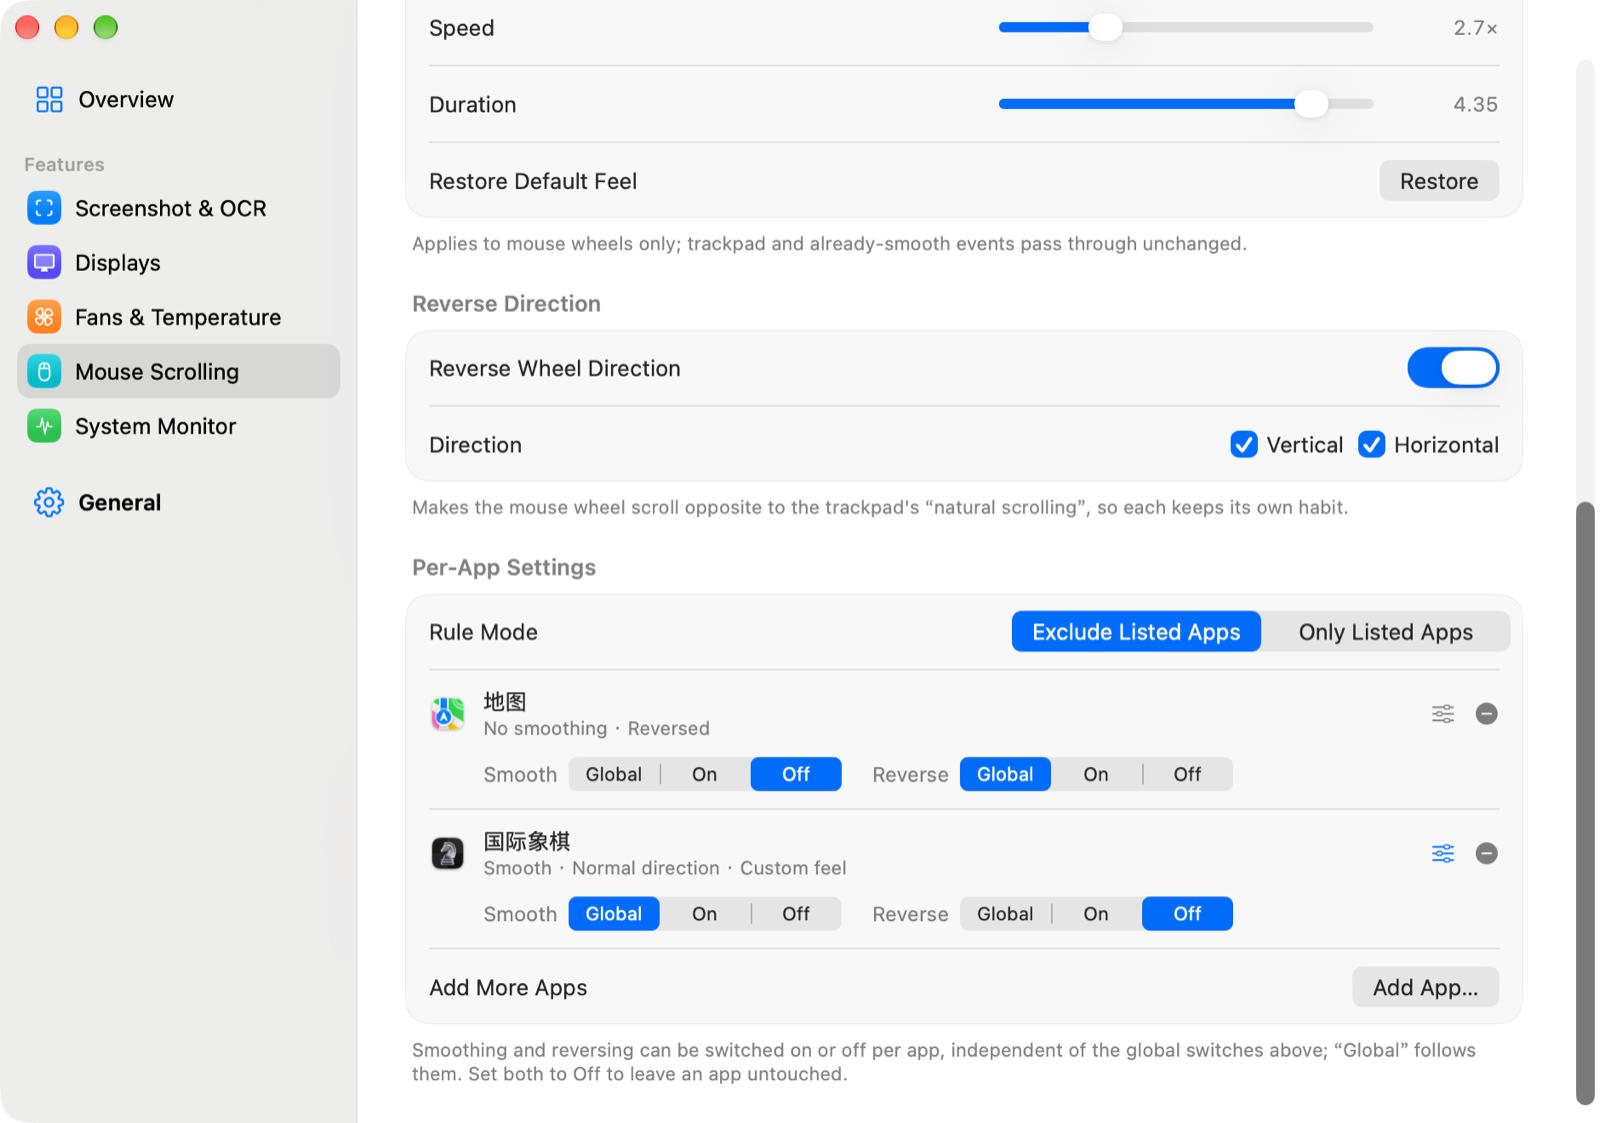 Overview
Features
Screenshot & OCR
Displays
Fans & Temperature
Mouse Scrolling
System Monitor
General
Speed 2.7×
Duration 4.35
Restore Default Feel Restore
Applies to mouse wheels only; trackpad and already-smooth events pass through unchanged.
Reverse Direction
Reverse Wheel Direction
Direction Vertical Horizontal
Makes the mouse wheel scroll opposite to the trackpad's “natural scrolling”, so each keeps its own habit.
Per-App Settings
Rule Mode Exclude Listed Apps Only Listed Apps
地图
No smoothing · Reversed
Smooth Global On Off Reverse Global On Off
国际象棋
Smooth · Normal direction · Custom feel
Smooth Global On Off Reverse Global On Off
Add More Apps Add App...
Smoothing and reversing can be switched on or off per app, independent of the global switches above; “Global” follows
them. Set both to Off to leave an app untouched.